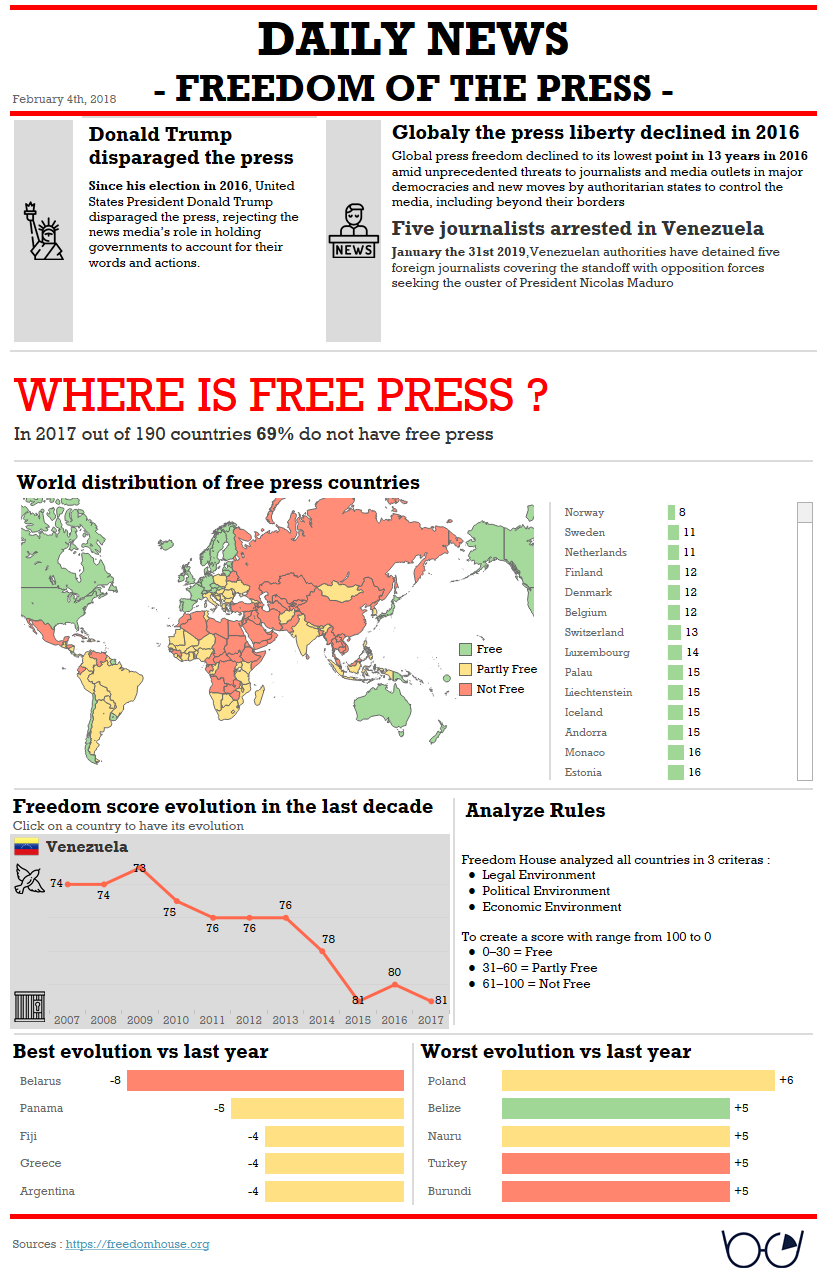 DAILY NEWS
- FREEDOM OF THE PRESS -
February 4th, 2018
Donald Trump
disparaged the press
Since his election in 2016, United
States President Donald Trump
disparaged the press, rejecting the
news media's role in holding
governments to account for their
words and actions.
NEWS
Globaly the press liberty declined in 2016
Global press freedom declined to its lowest point in 13 years in 2016
amid unprecedented threats to journalists and media outlets in major
democracies and new moves by authoritarian states to control the
media, including beyond their borders
Five journalists arrested in Venezuela
January the 31st 2019,Venezuelan authorities have detained five
foreign journalists covering the standoff with opposition forces
seeking the ouster of President Nicolas Maduro
WHERE IS FREE PRESS ?
In 2017 out of 190 countries 69% do not have free press
World distribution of free press countries
Free
Partly Free
Not Free
Norway 8
Sweden 11
Netherlands 11
Finland 12
Denmark 12
Belgium 12
Switzerland 13
Luxembourg 14
Palau 15
Liechtenstein 15
Iceland 15
Andorra 15
Monaco 16
Estonia 16
Freedom score evolution in the last decade
Click on a country to have its evolution
Venezuela
74 74 73 75 76 76 76 78 81 80 81
2007 2008 2009 2010 2011 2012 2013 2014 2015 2016 2017
Analyze Rules
Freedom House analyzed all countries in 3 criteras :
● Legal Environment
● Political Environment
● Economic Environment
To create a score with range from 100 to 0
● 0–30 = Free
● 31–60 = Partly Free
● 61–100 = Not Free
Best evolution vs last year
Belarus -8
Panama -5
Fiji -4
Greece -4
Argentina -4
Worst evolution vs last year
Poland +6
Belize +5
Nauru +5
Turkey +5
Burundi +5
Sources : https://freedomhouse.org